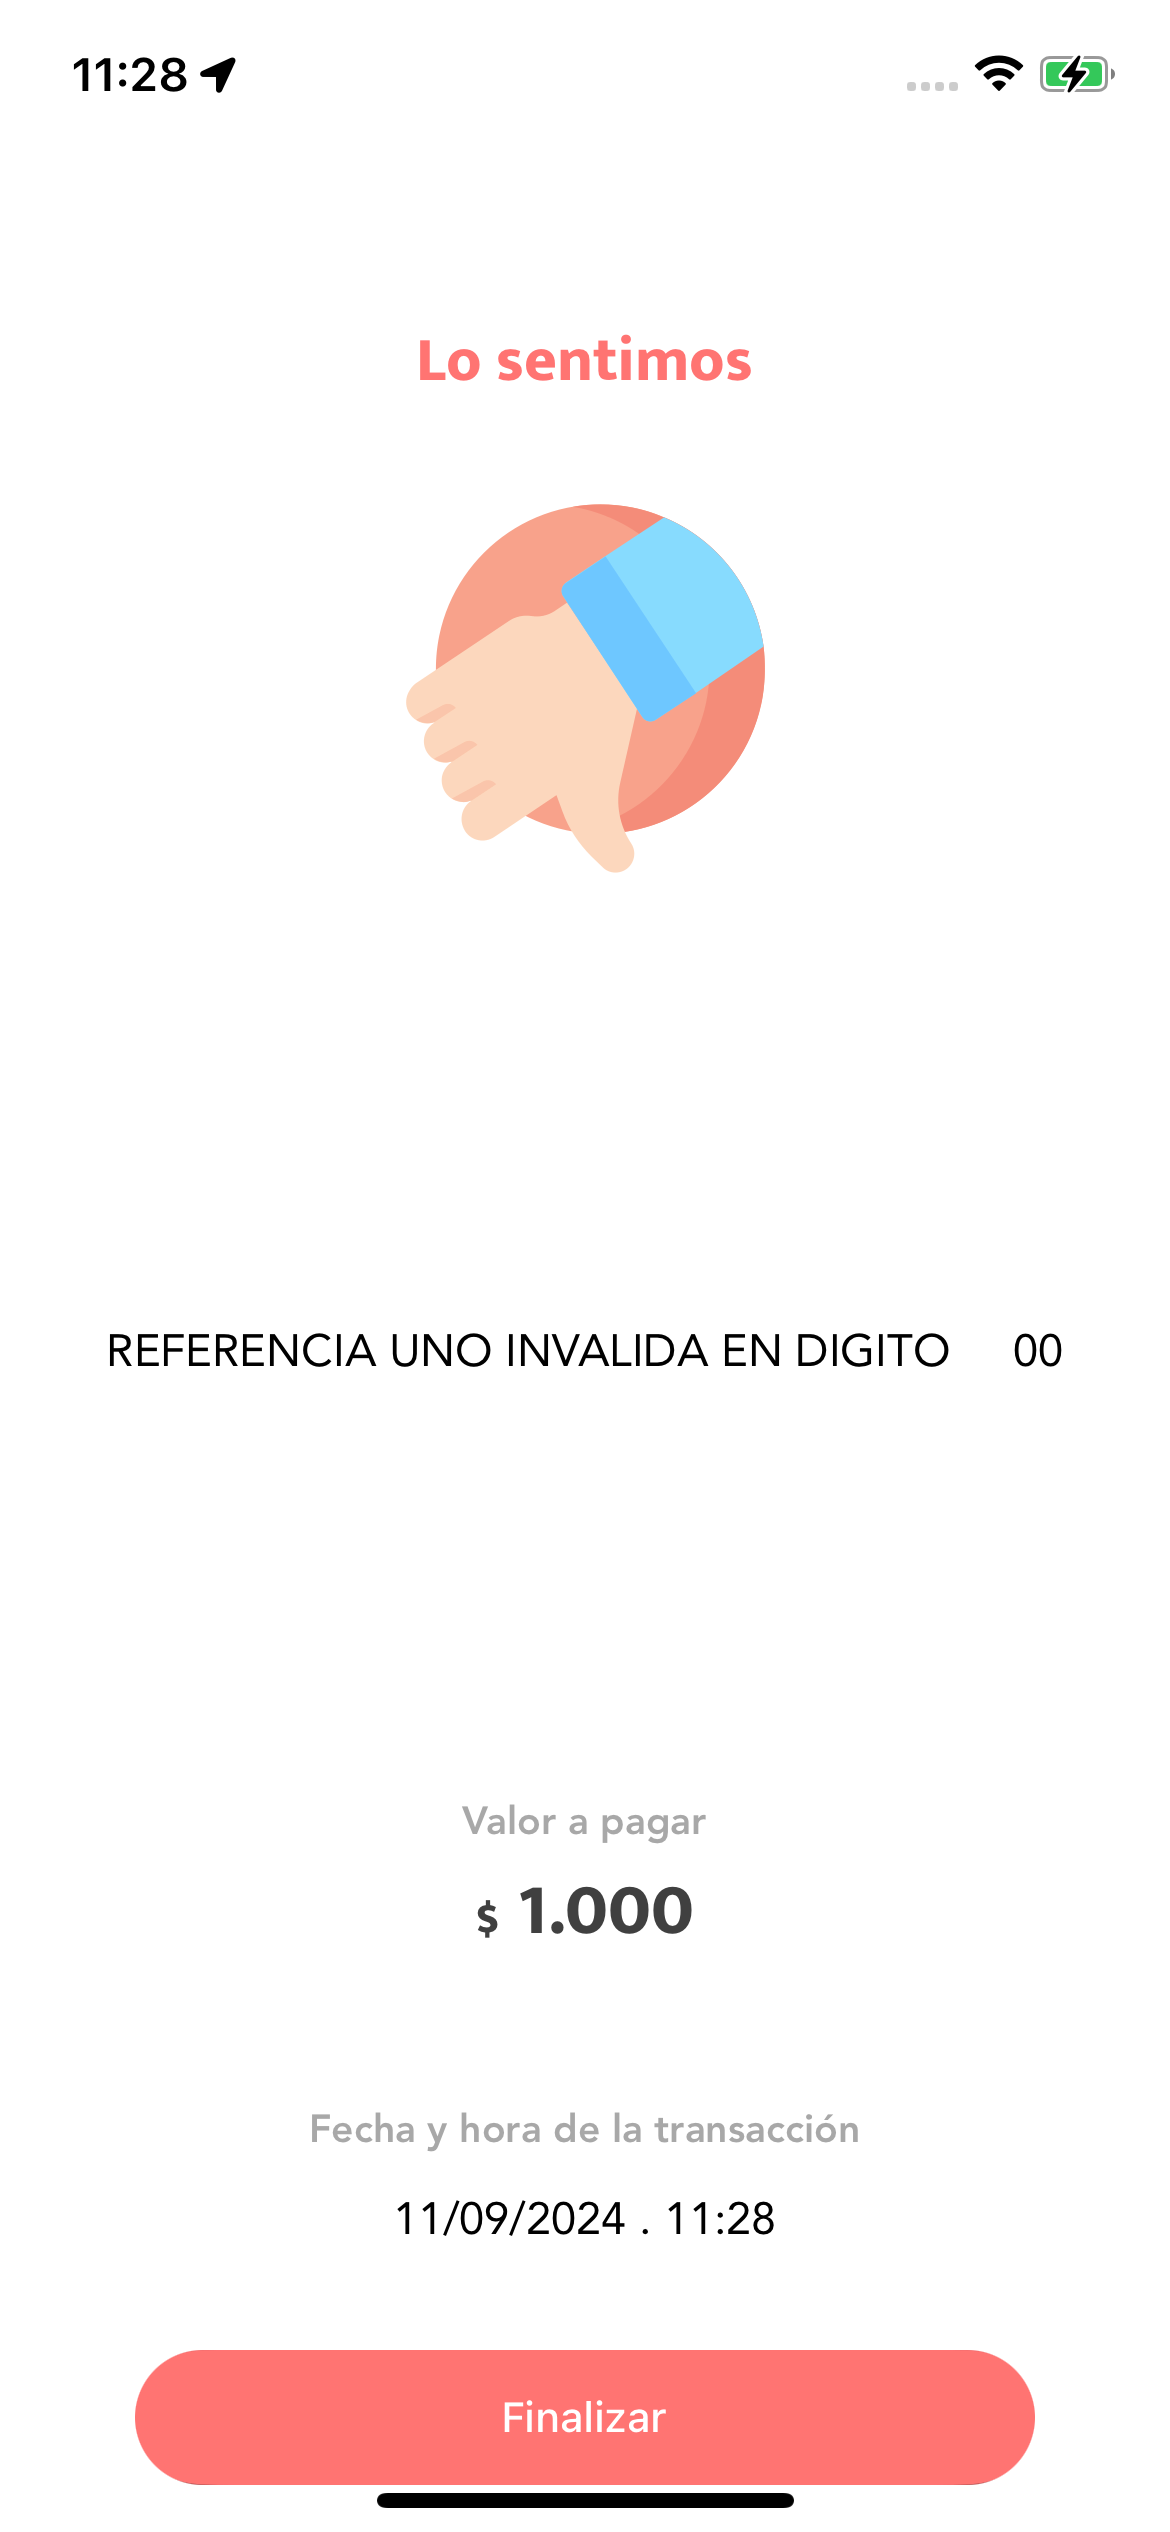 11:28
Lo sentimos
REFERENCIA UNO INVALIDA EN DIGITO 00
Valor a pagar
$ 1.000
Fecha y hora de la transacción
11/09/2024 . 11:28
Finalizar